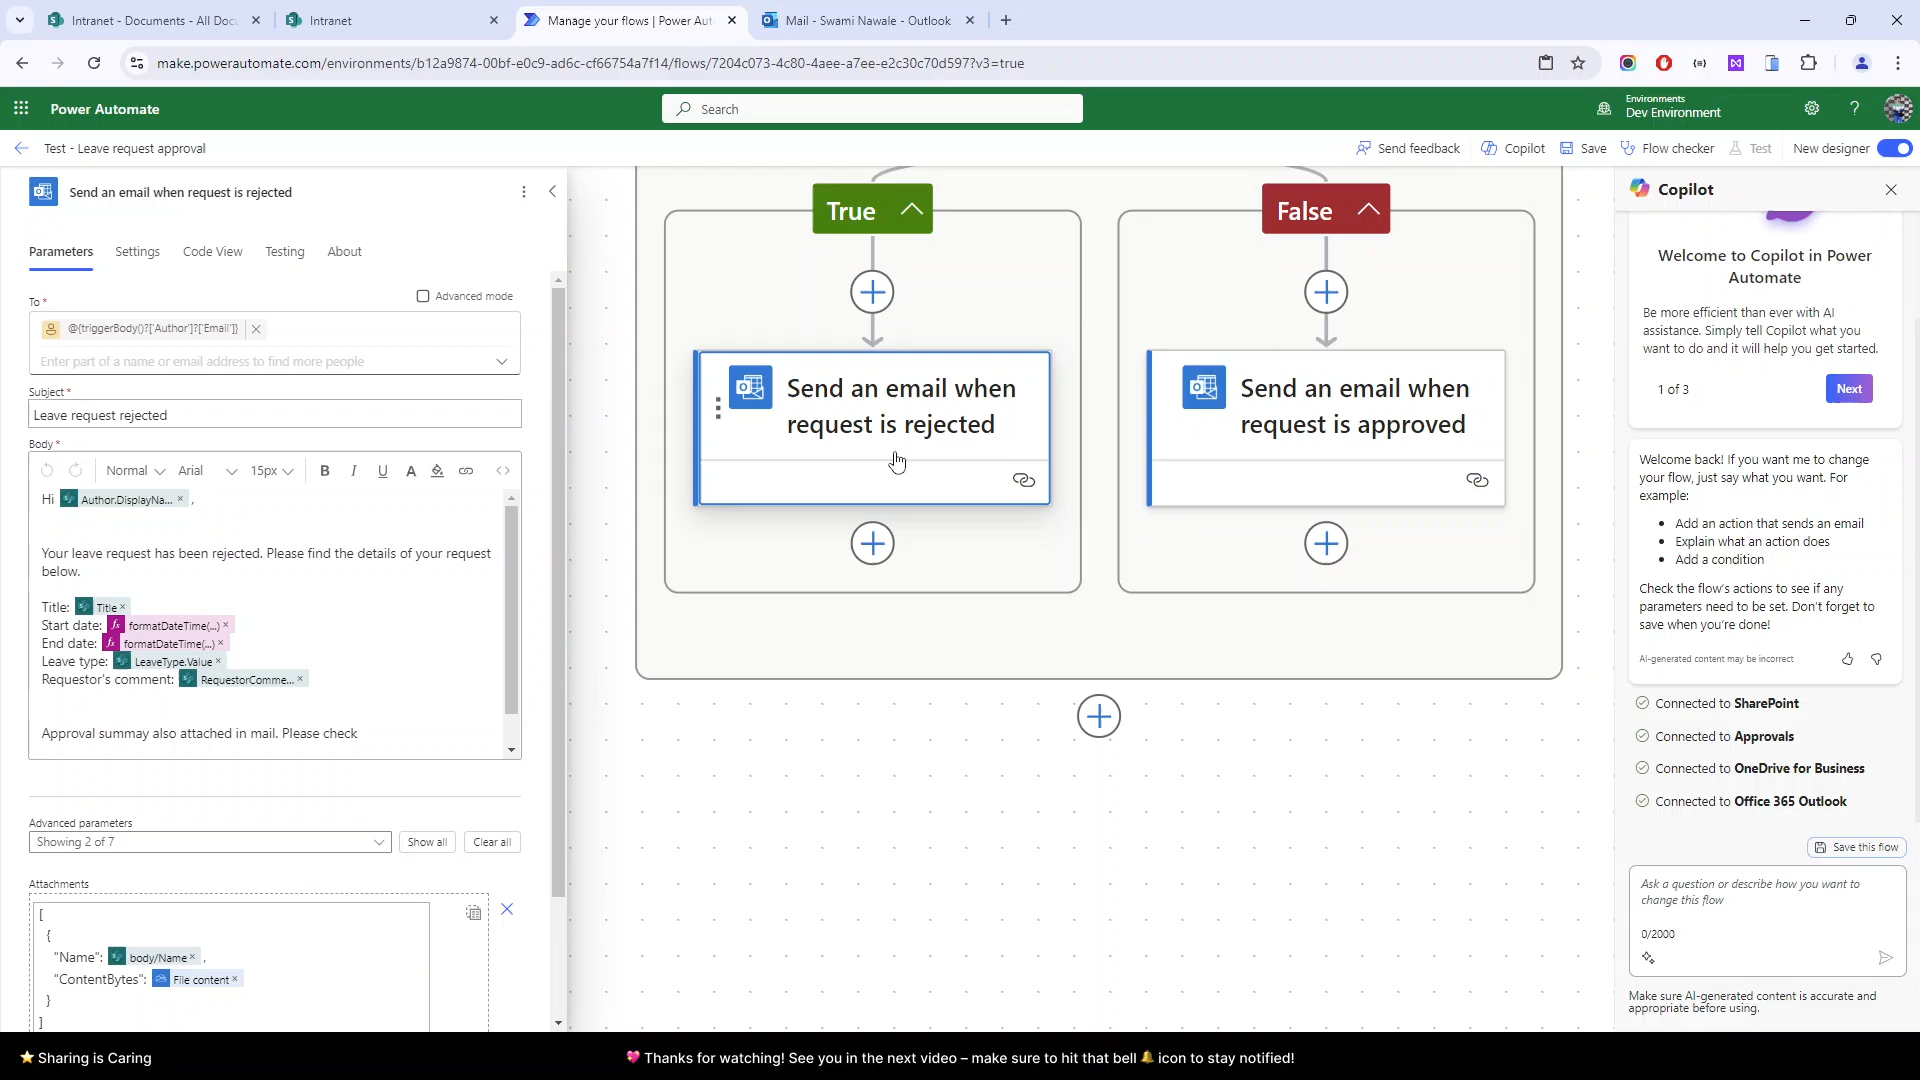 Intranet - Documents - All Doc
Intranet
Manage your flows | Power Aut
Mail - Swami Nawale - Outlook
make.powerautomate.com/environments/b12a9874-00bf-e0c9-ad6c-cf66754a7f14/flows/7204c073-4c80-4aee-a7ee-e2c30c70d597?v3=true
Power Automate
Search
Environments
Dev Environment
Test - Leave request approval
Send feedback
Copilot
Save
Flow checker
Test
New designer
Send an email when request is rejected
Parameters
Settings
Code View
Testing
About
Advanced mode
To *
@{triggerBody()?['Author']?['Email']}
Enter part of a name or email address to find more people
Subject *
Leave request rejected
Body *
Normal
Arial
15px
B I U A
Hi Author.DisplayNa... ,
Your leave request has been rejected. Please find the details of your request
below.
Title: Title
Start date: fx formatDateTime(...)
End date: fx formatDateTime(...)
Leave type: LeaveType.Value
Requestor's comment: RequestorComme...
Approval summay also attached in mail. Please check
Advanced parameters
Showing 2 of 7
Show all
Clear all
Attachments
[
{
"Name": body/Name ,
"ContentBytes": File content
}
]
True
Send an email when
request is rejected
False
Send an email when
request is approved
Copilot
Welcome to Copilot in Power
Automate
Be more efficient than ever with AI
assistance. Simply tell Copilot what you
want to do and it will help you get started.
1 of 3
Next
Welcome back! If you want me to change
your flow, just say what you want. For
example:
• Add an action that sends an email
• Explain what an action does
• Add a condition
Check the flow's actions to see if any
parameters need to be set. Don't forget to
save when you're done!
AI-generated content may be incorrect
Connected to SharePoint
Connected to Approvals
Connected to OneDrive for Business
Connected to Office 365 Outlook
Save this flow
Ask a question or describe how you want to
change this flow
0/2000
Make sure AI-generated content is accurate and
appropriate before using.
⭐ Sharing is Caring
💖 Thanks for watching! See you in the next video – make sure to hit that bell 🔔 icon to stay notified!